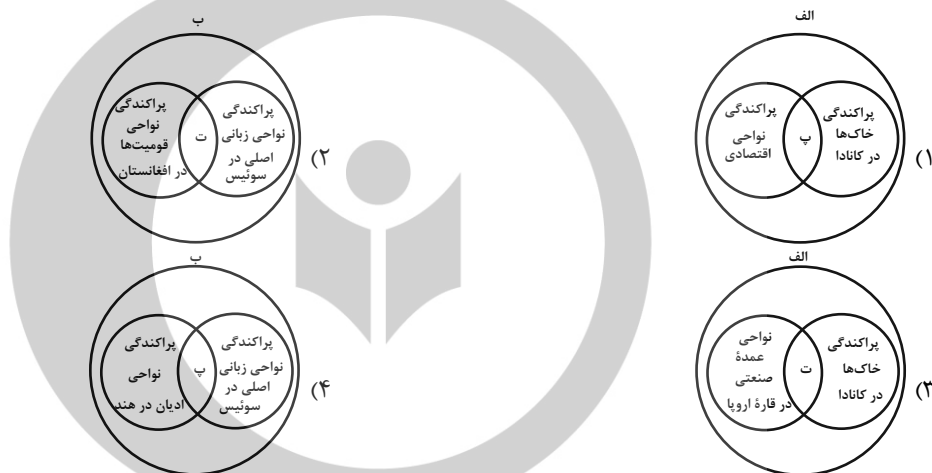 الف
پراکندگی
خاک‌ها
در کانادا
پ
پراکندگی
نواحی
اقتصادی
۱)
ب
پراکندگی
نواحی زبانی
اصلی در
سوئیس
ت
پراکندگی
نواحی
قومیت‌ها
در افغانستان
۲)
الف
پراکندگی
خاک‌ها
در کانادا
ت
نواحی
عمدهٔ
صنعتی
در قارهٔ اروپا
۳)
ب
پراکندگی
نواحی زبانی
اصلی در
سوئیس
پ
پراکندگی
نواحی
ادیان در هند
۴)